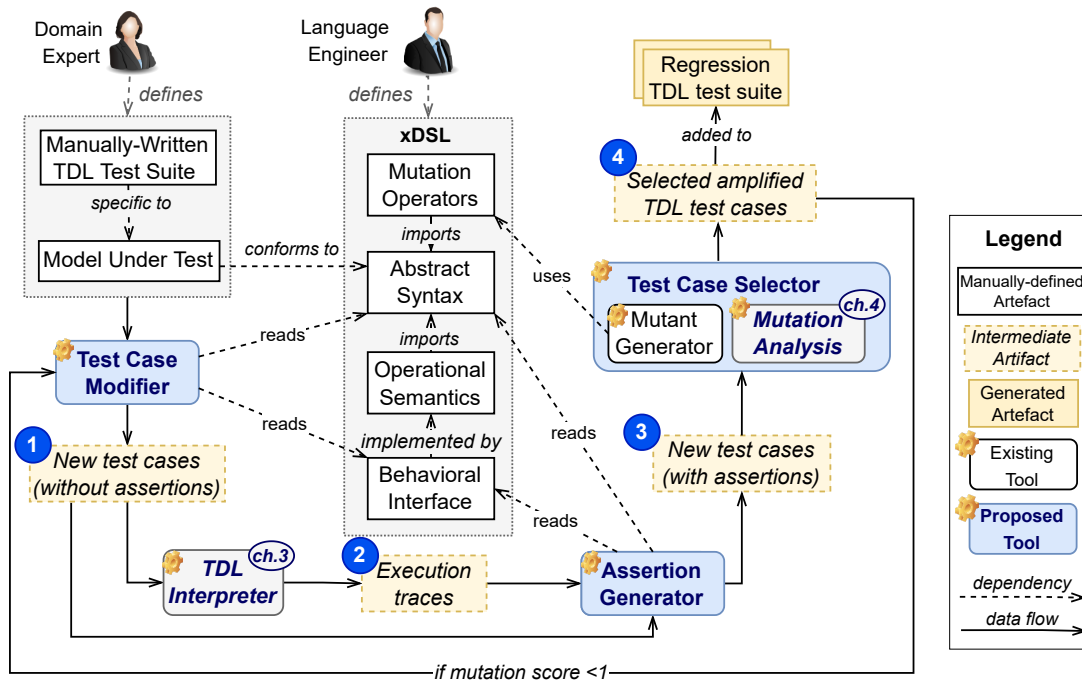 Domain
Expert
defines
Manually-Written
TDL Test Suite
specific to
Model Under Test
Language
Engineer
defines
xDSL
Mutation
Operators
imports
conforms to
Abstract
Syntax
imports
Operational
Semantics
implemented by
Behavioral
Interface
reads
reads
Test Case
Modifier
1
New test cases
(without assertions)
TDL
Interpreter
ch.3
2
Execution
traces
Assertion
Generator
reads
reads
3
New test cases
(with assertions)
uses
Test Case Selector
Mutant
Generator
Mutation
Analysis
ch.4
4
Selected amplified
TDL test cases
added to
Regression
TDL test suite
if mutation score <1
Legend
Manually-defined
Artefact
Intermediate
Artifact
Generated
Artefact
Existing
Tool
Proposed
Tool
dependency
data flow